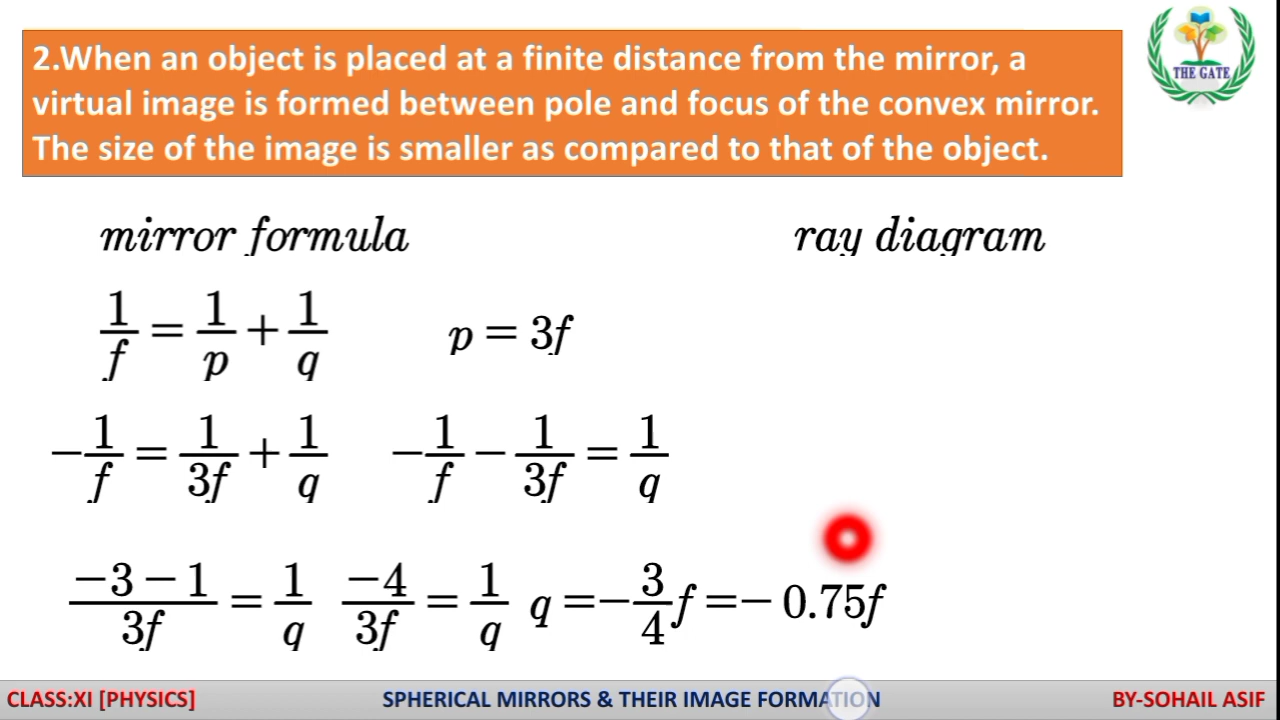 2.When an object is placed at a finite distance from the mirror, a
virtual image is formed between pole and focus of the convex mirror.
The size of the image is smaller as compared to that of the object.
THE GATE
mirror formula
ray diagram
1/f = 1/p + 1/q    p = 3f
−1/f = 1/3f + 1/q    −1/f − 1/3f = 1/q
−3−1/3f = 1/q    −4/3f = 1/q    q =−3/4 f =− 0.75f
CLASS:XI [PHYSICS]
SPHERICAL MIRRORS & THEIR IMAGE FORMATION
BY-SOHAIL ASIF